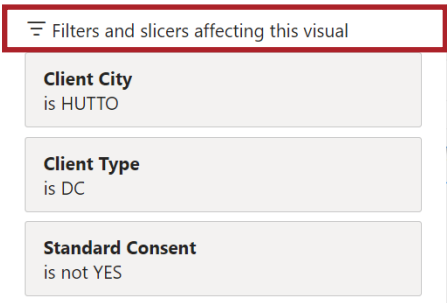 Filters and slicers affecting this visual
Client City
is HUTTO
Client Type
is DC
Standard Consent
is not YES